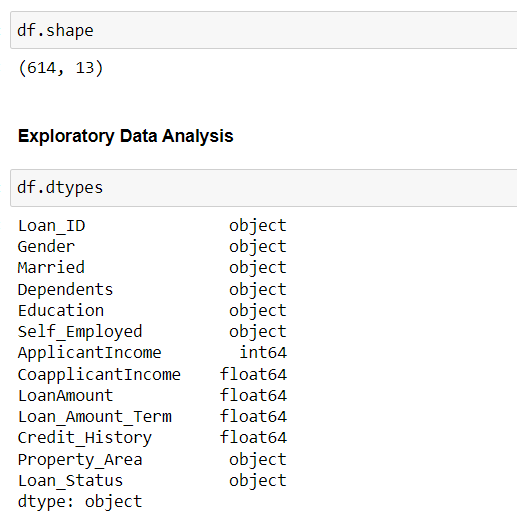 df.shape
(614, 13)
Exploratory Data Analysis
df.dtypes
Loan_ID object
Gender object
Married object
Dependents object
Education object
Self_Employed object
ApplicantIncome int64
CoapplicantIncome float64
LoanAmount float64
Loan_Amount_Term float64
Credit_History float64
Property_Area object
Loan_Status object
dtype: object